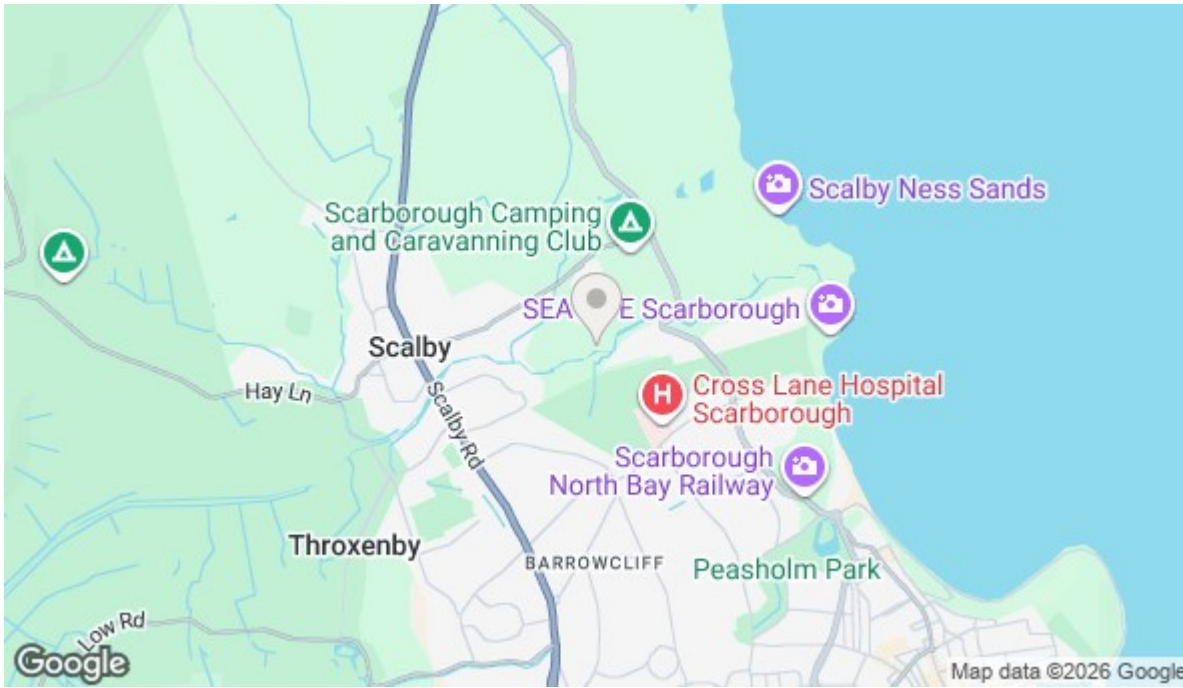 Scalby Ness Sands
Scarborough Camping
and Caravanning Club
SEA E Scarborough
Scalby
Cross Lane Hospital
Scarborough
Hay Ln
Scalby Rd
Scarborough
North Bay Railway
Throxenby
BARROWCLIFF
Peasholm Park
Low Rd
Google
Map data ©2026 Google